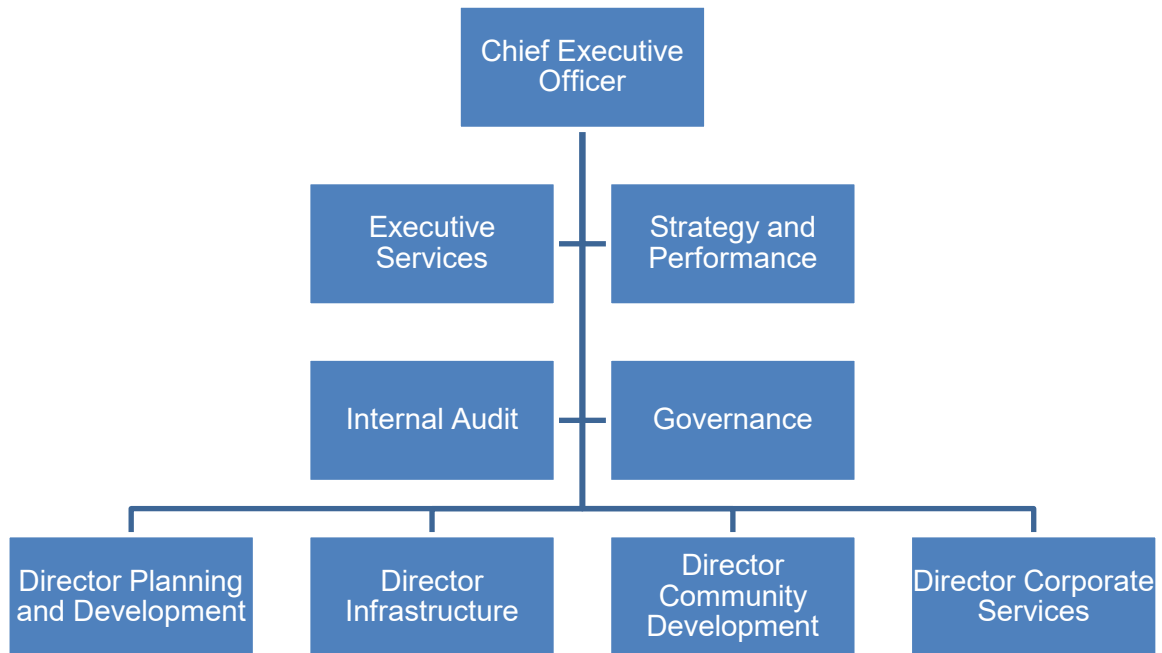 Chief Executive
Officer
Executive
Services
Strategy and
Performance
Internal Audit
Governance
Director Planning
and Development
Director
Infrastructure
Director
Community
Development
Director Corporate
Services